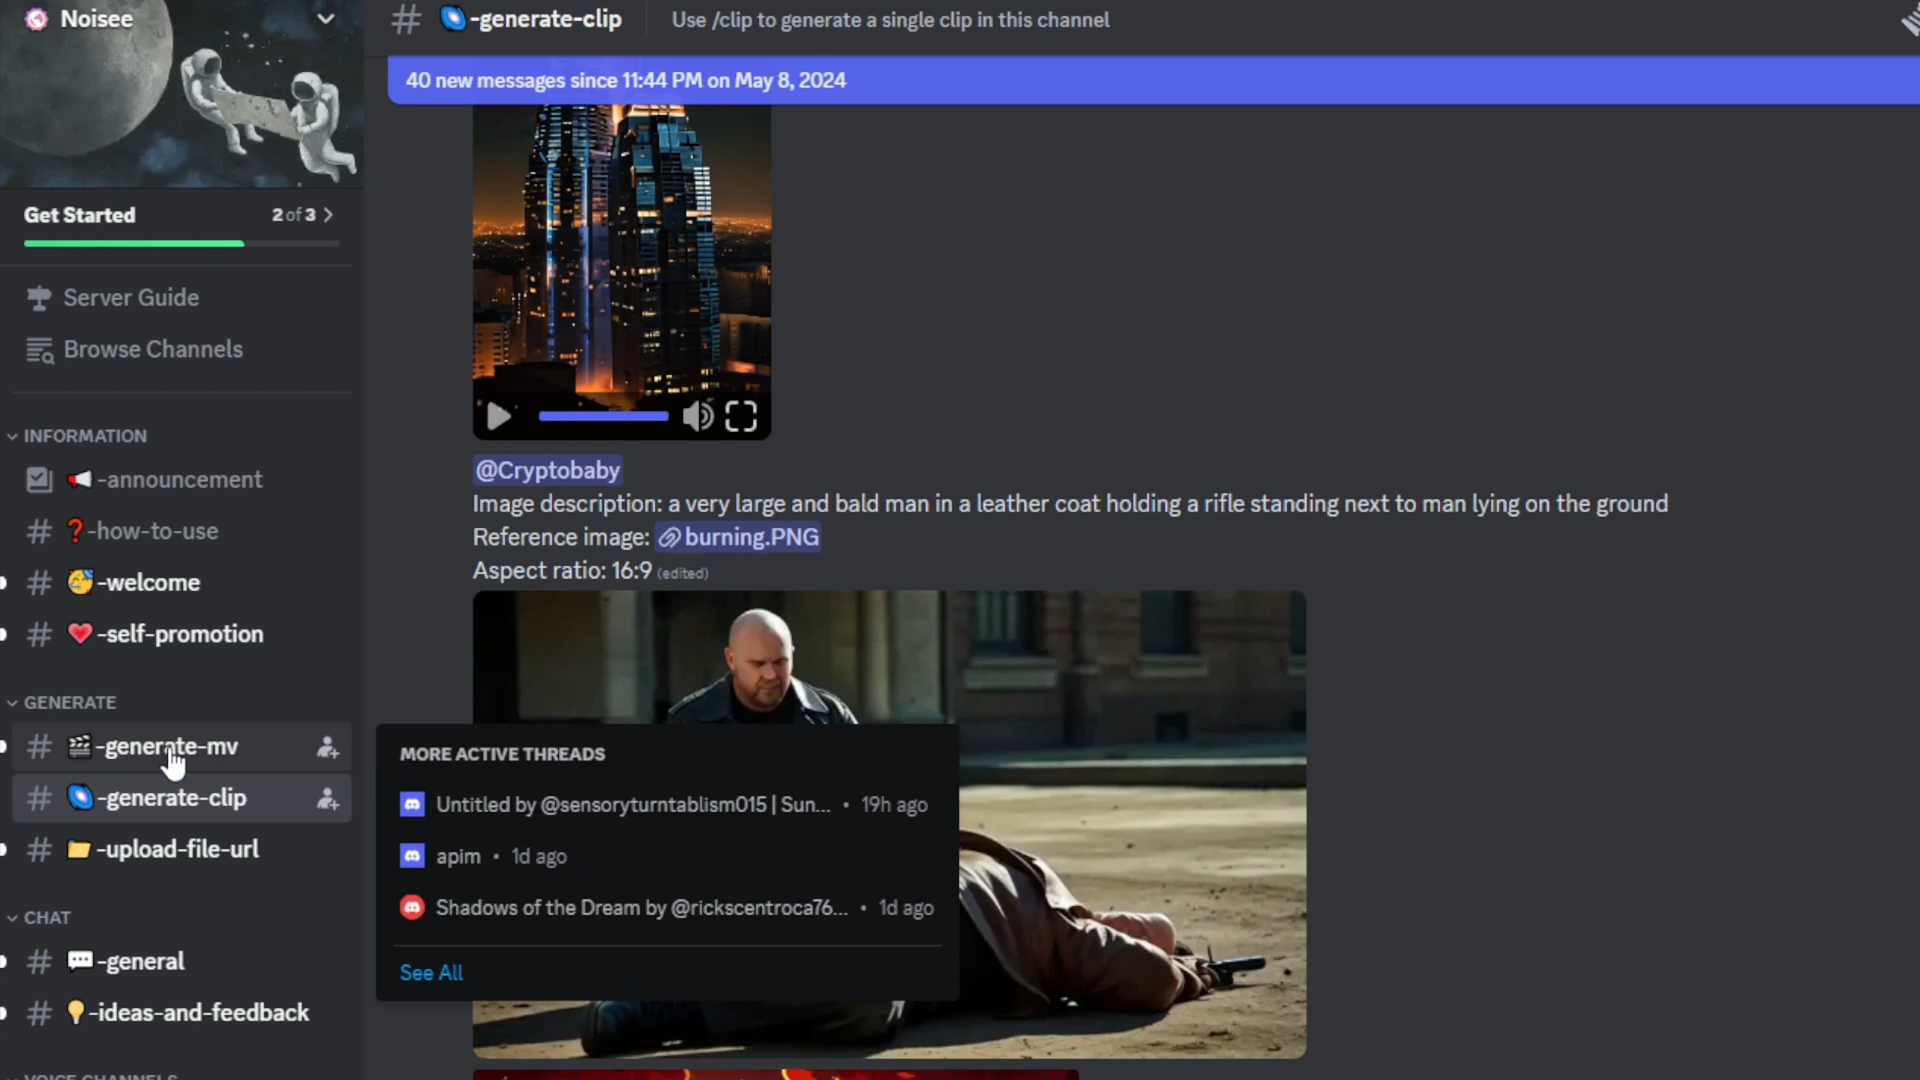 Noisee
Get Started
2 of 3
Server Guide
Browse Channels
INFORMATION
-announcement
-how-to-use
-welcome
-self-promotion
GENERATE
-generate-mv
-generate-clip
-upload-file-url
CHAT
-general
-ideas-and-feedback
VOICE CHANNELS
-generate-clip
Use /clip to generate a single clip in this channel
40 new messages since 11:44 PM on May 8, 2024
@Cryptobaby
Image description: a very large and bald man in a leather coat holding a rifle standing next to man lying on the ground
Reference image: burning.PNG
Aspect ratio: 16:9 (edited)
MORE ACTIVE THREADS
Untitled by @sensoryturntablism015 | Sun... • 19h ago
apim • 1d ago
Shadows of the Dream by @rickscentroca76... • 1d ago
See All